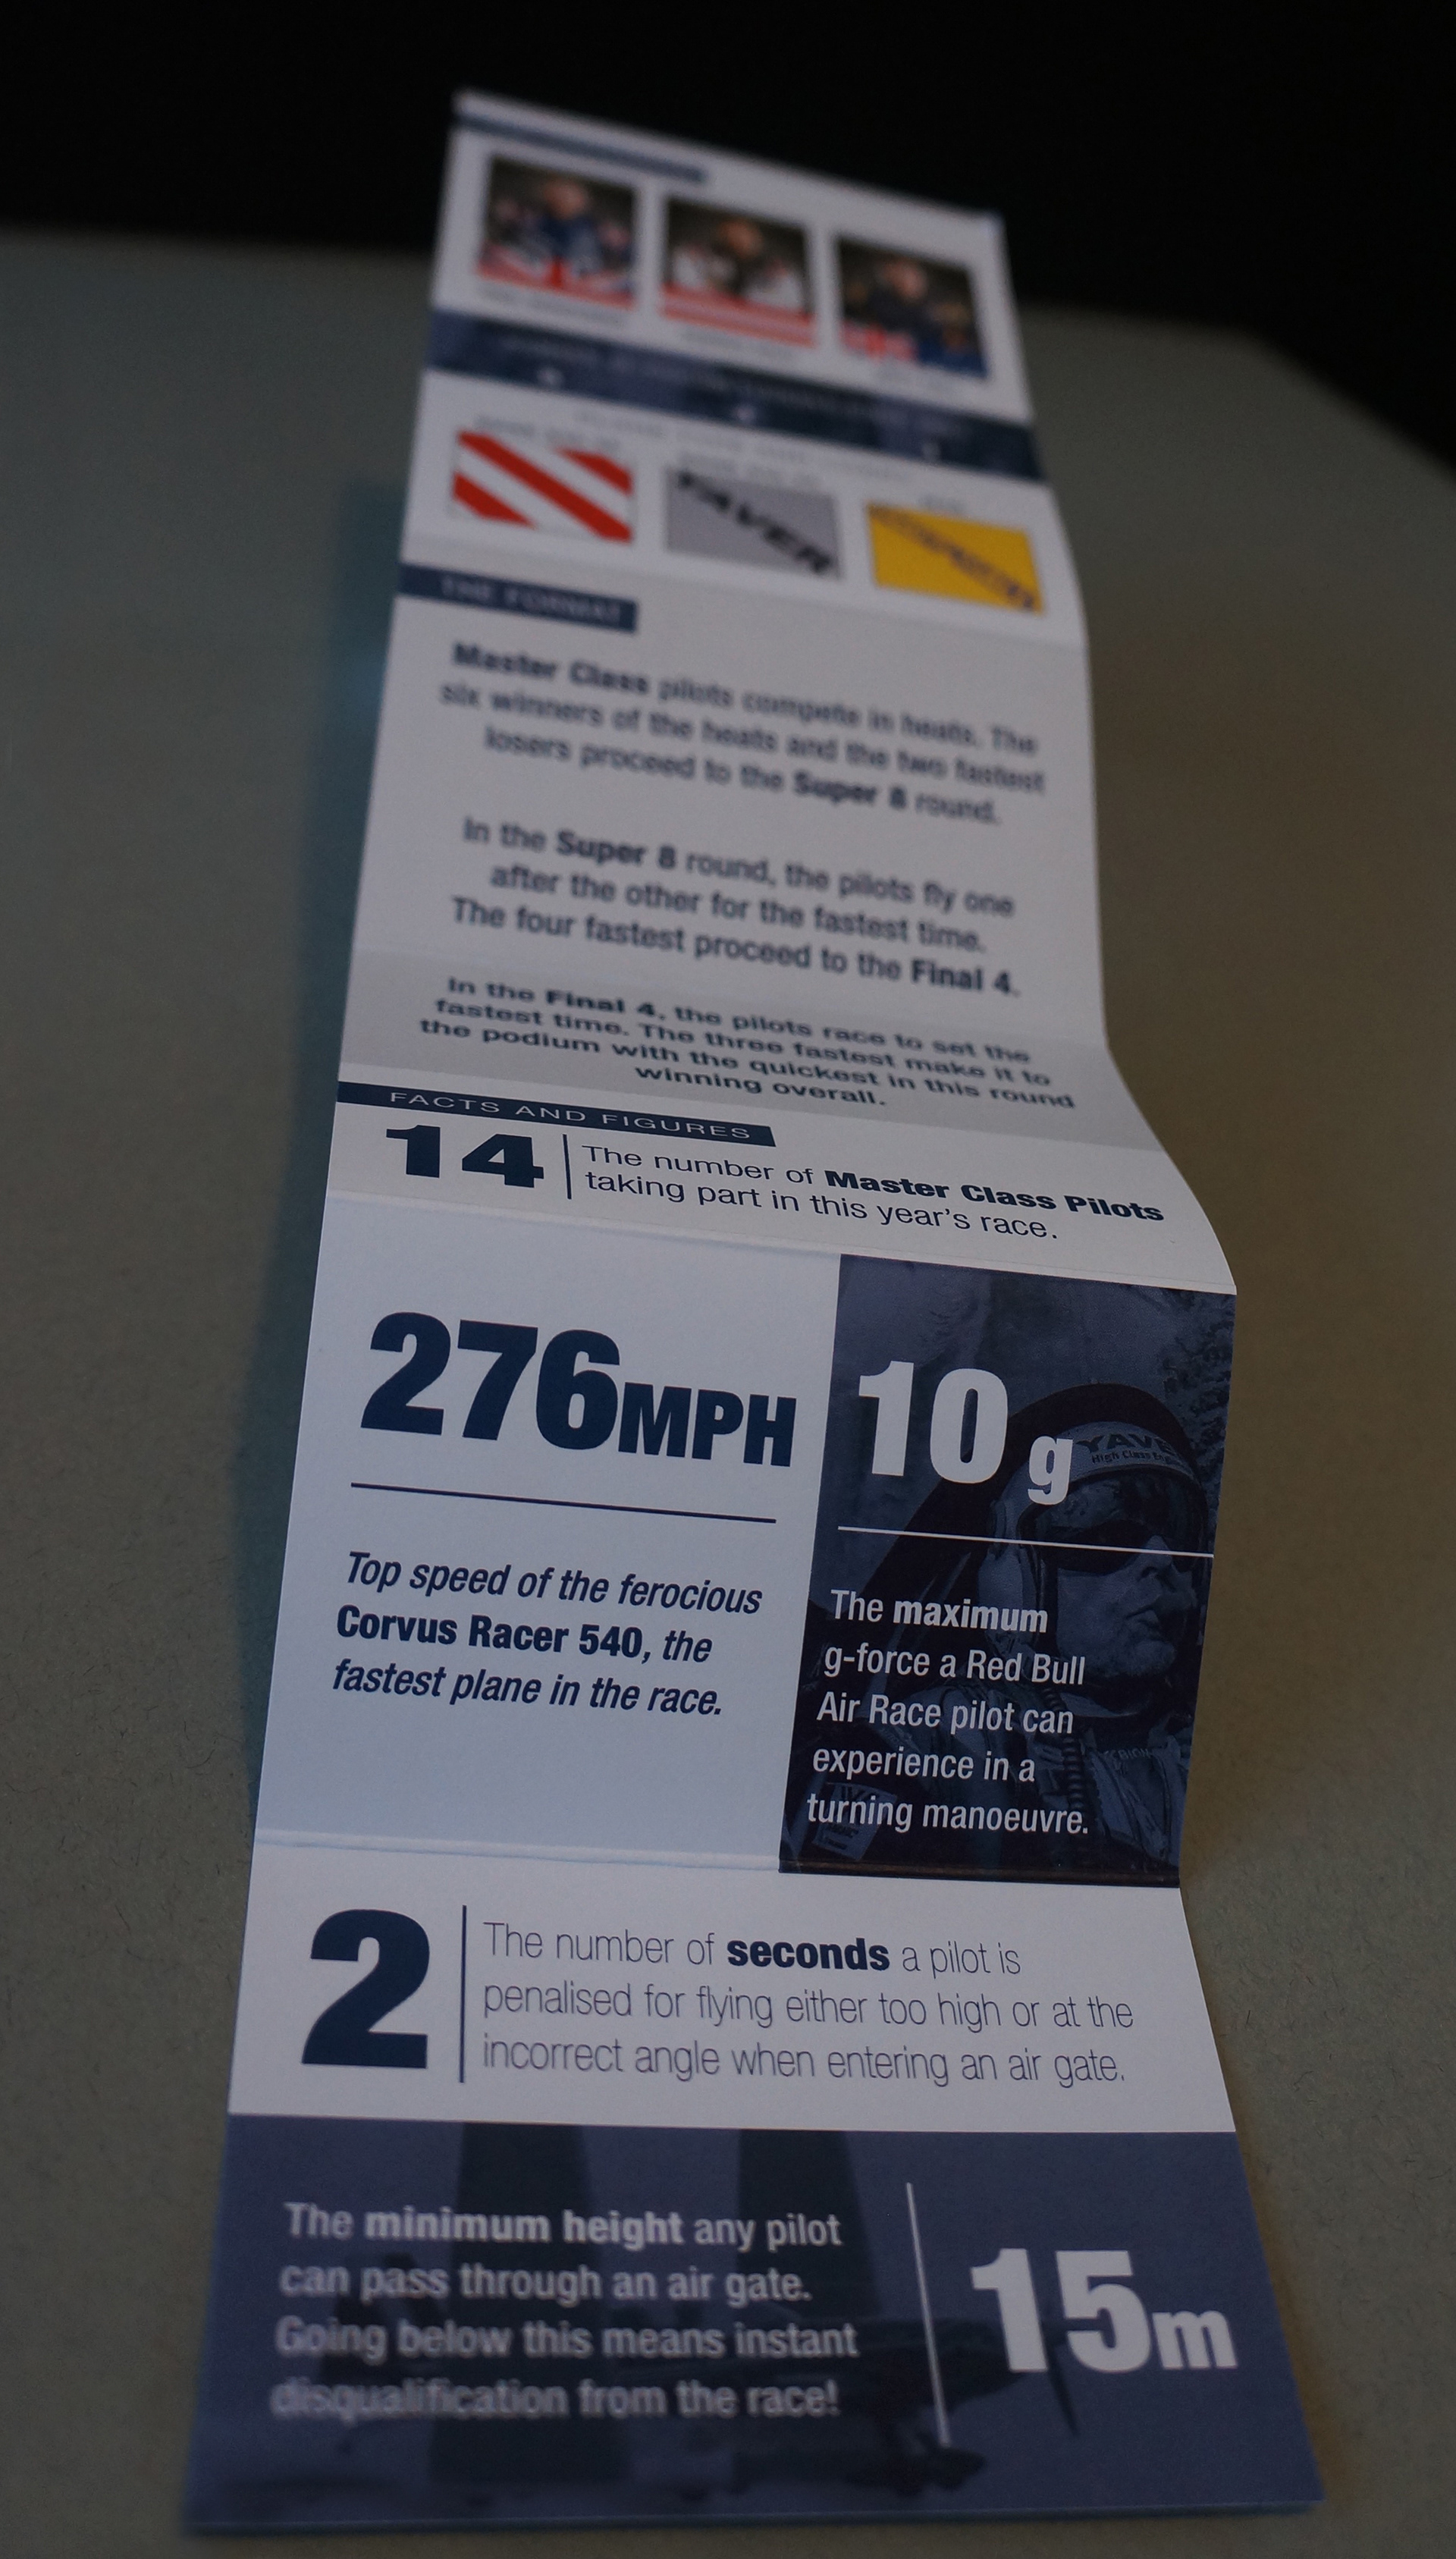 YAVER
THE FORMAT
Master Class pilots compete in heats. The
six winners of the heats and the two fastest
losers proceed to the Super 8 round.
In the Super 8 round, the pilots fly one
after the other for the fastest time.
The four fastest proceed to the Final 4.
In the Final 4, the pilots race to set the
fastest time. The three fastest make it to
the podium with the quickest in this round
winning overall.
FACTS AND FIGURES
14
The number of Master Class Pilots
taking part in this year's race.
276MPH
Top speed of the ferocious
Corvus Racer 540, the
fastest plane in the race.
10 g
YAVE
High Class
The maximum
g-force a Red Bull
Air Race pilot can
experience in a
turning manoeuvre.
2
The number of seconds a pilot is
penalised for flying either too high or at the
incorrect angle when entering an air gate.
The minimum height any pilot
can pass through an air gate.
Going below this means instant
disqualification from the race!
15m